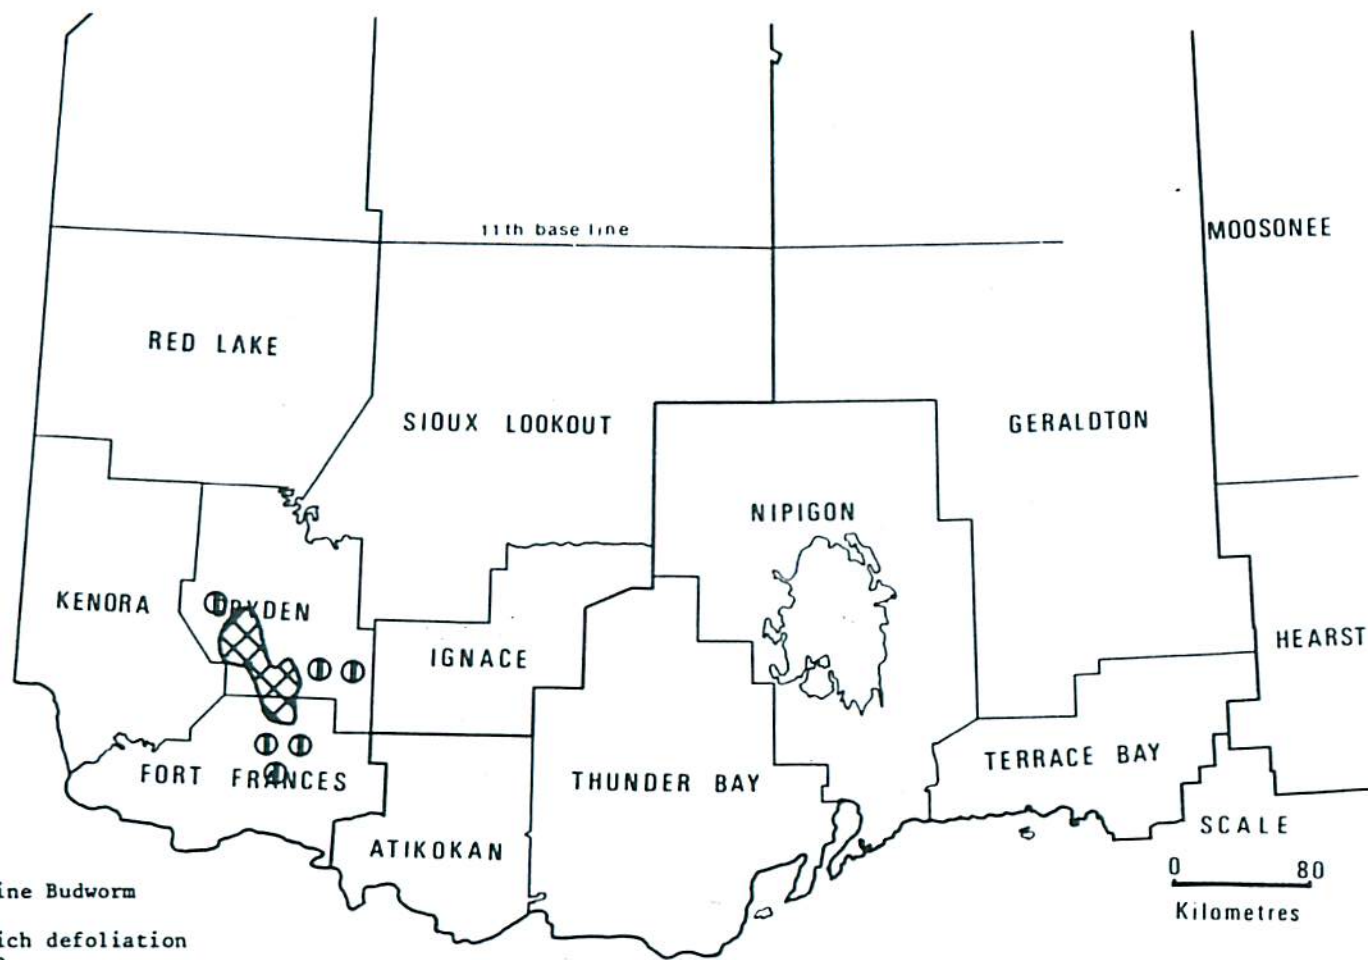 11th base line
MOOSONEE
RED LAKE
SIOUX LOOKOUT
GERALDTON
NIPIGON
KENORA
DRYDEN
IGNACE
HEARST
FORT FRANCES
THUNDER BAY
TERRACE BAY
ATIKOKAN
SCALE
0 80
Kilometres
ine Budworm
ich defoliation